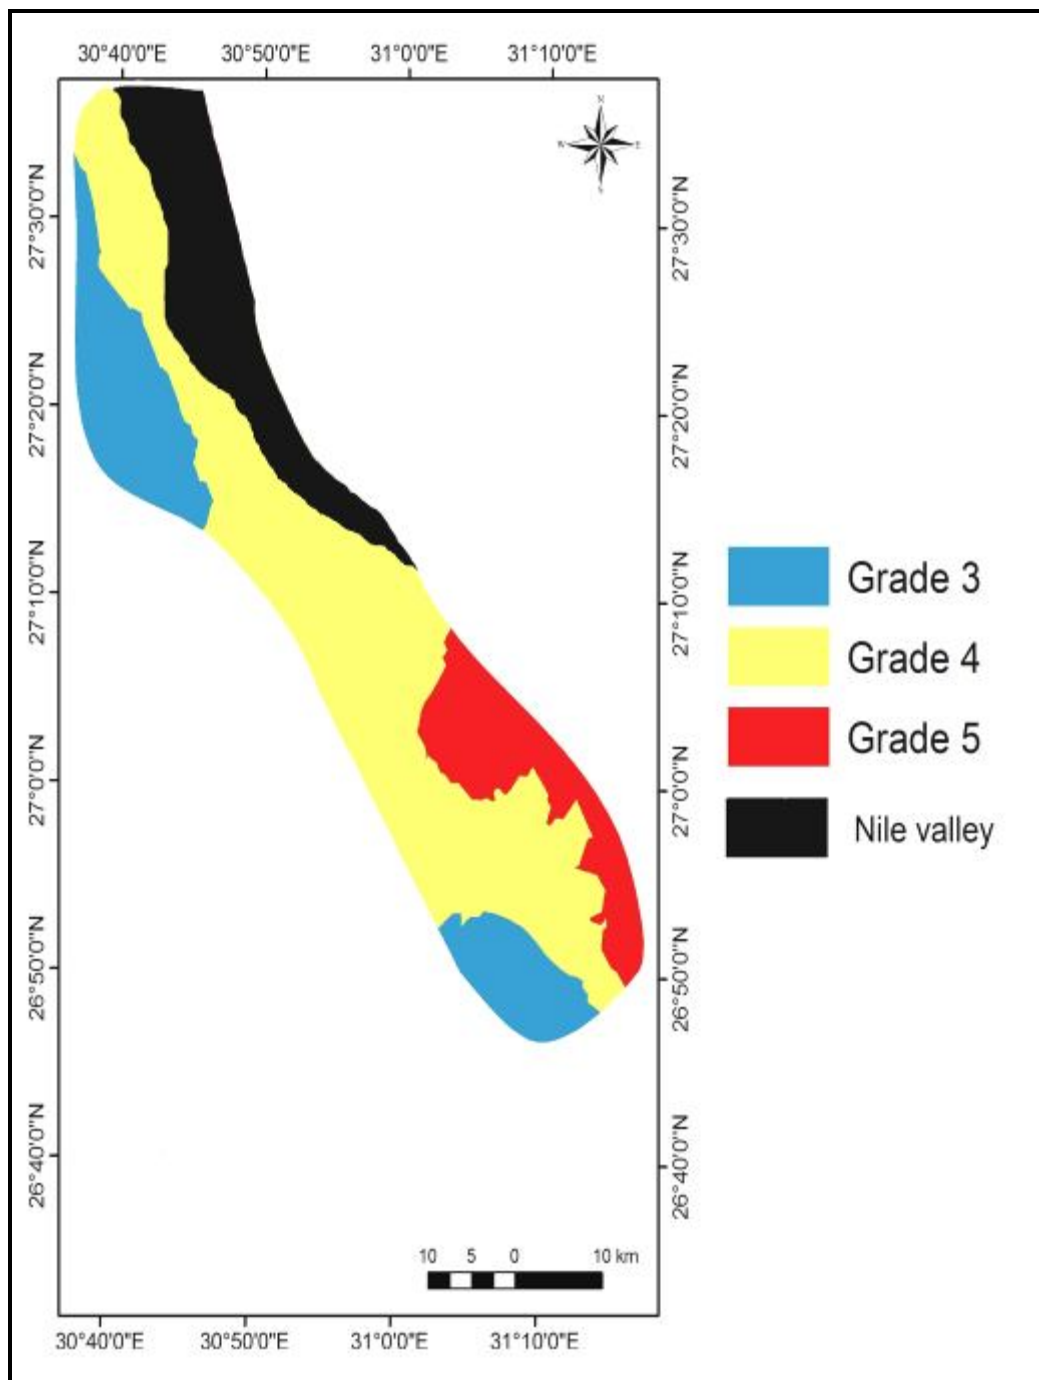 30°40'0"E 30°50'0"E 31°0'0"E 31°10'0"E
N
W E
S
27°30'0"N 27°30'0"N
27°20'0"N 27°20'0"N
27°10'0"N 27°10'0"N
27°0'0"N 27°0'0"N
26°50'0"N 26°50'0"N
26°40'0"N 26°40'0"N
Grade 3
Grade 4
Grade 5
Nile valley
10 5 0 10 km
30°40'0"E 30°50'0"E 31°0'0"E 31°10'0"E